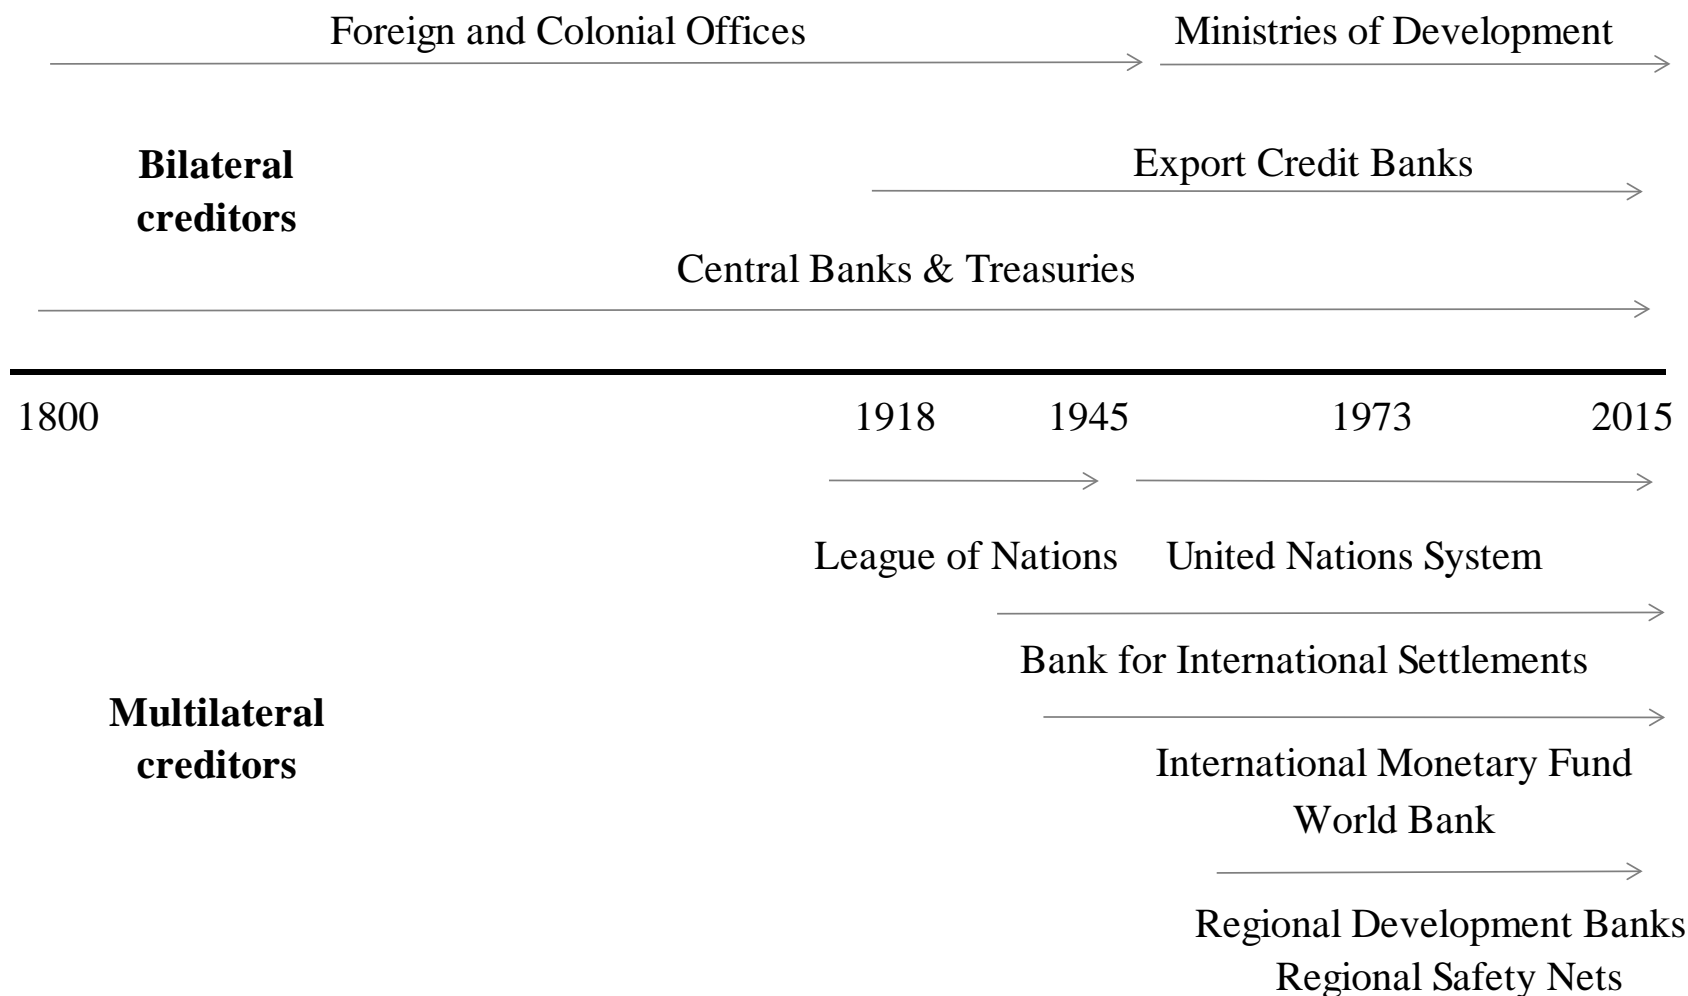 Foreign and Colonial Offices
Ministries of Development
Bilateral
creditors
Export Credit Banks
Central Banks & Treasuries
1800 1918 1945 1973 2015
League of Nations
United Nations System
Bank for International Settlements
Multilateral
creditors
International Monetary Fund
World Bank
Regional Development Banks
Regional Safety Nets